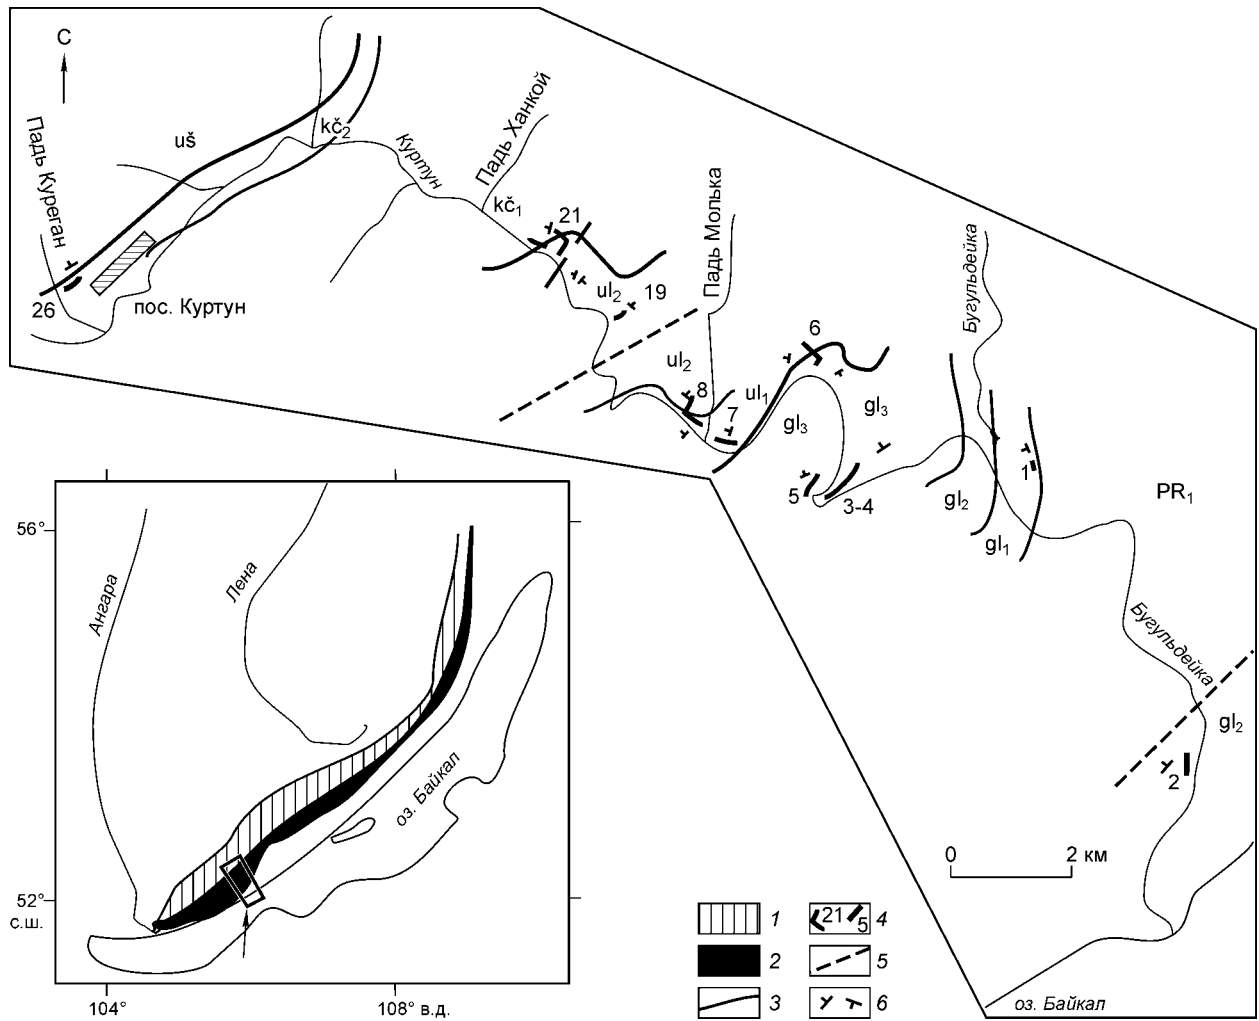 С
Падь Куреган
uš
kč₂
Куртун
Падь Ханкой
kč₁
21
ul₂
19
26
пос. Куртун
Падь Молька
Бугульдейка
6
ul₂
8
ul₁
7
gl₃
gl₃
5
3-4
gl₂
gl₁
1
PR₁
Бугульдейка
gl₂
2
0
2 км
оз. Байкал
56°
Ангара
Лена
оз. Байкал
52°
с.ш.
104°
108° в.д.
1
2
3
21
5
4
5
6